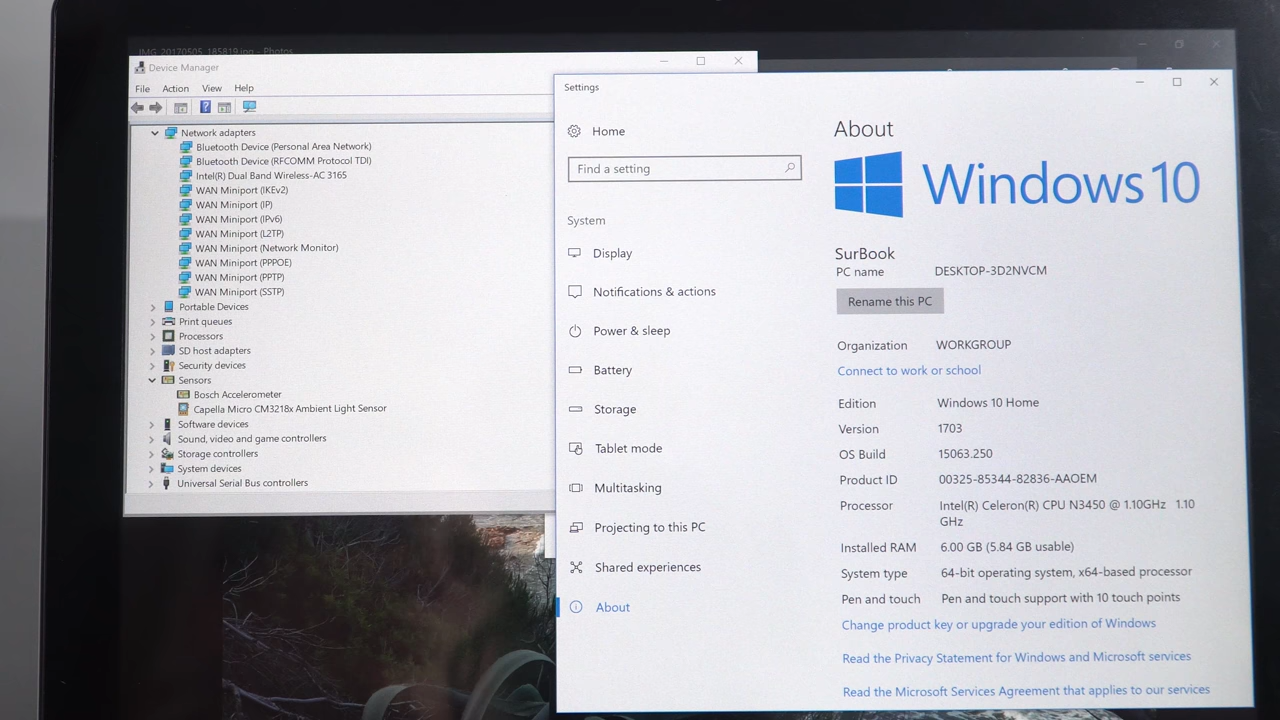 IMG_20170505_185819.jpg - Photos
Device Manager
File Action View Help
Network adapters
Bluetooth Device (Personal Area Network)
Bluetooth Device (RFCOMM Protocol TDI)
Intel(R) Dual Band Wireless-AC 3165
WAN Miniport (IKEv2)
WAN Miniport (IP)
WAN Miniport (IPv6)
WAN Miniport (L2TP)
WAN Miniport (Network Monitor)
WAN Miniport (PPPOE)
WAN Miniport (PPTP)
WAN Miniport (SSTP)
Portable Devices
Print queues
Processors
SD host adapters
Security devices
Sensors
Bosch Accelerometer
Capella Micro CM3218x Ambient Light Sensor
Software devices
Sound, video and game controllers
Storage controllers
System devices
Universal Serial Bus controllers
Settings
Home
Find a setting
System
Display
Notifications & actions
Power & sleep
Battery
Storage
Tablet mode
Multitasking
Projecting to this PC
Shared experiences
About
About
Windows 10
SurBook
PC name DESKTOP-3D2NVCM
Rename this PC
Organization WORKGROUP
Connect to work or school
Edition Windows 10 Home
Version 1703
OS Build 15063.250
Product ID 00325-85344-82836-AAOEM
Processor Intel(R) Celeron(R) CPU N3450 @ 1.10GHz 1.10
GHz
Installed RAM 6.00 GB (5.84 GB usable)
System type 64-bit operating system, x64-based processor
Pen and touch Pen and touch support with 10 touch points
Change product key or upgrade your edition of Windows
Read the Privacy Statement for Windows and Microsoft services
Read the Microsoft Services Agreement that applies to our services